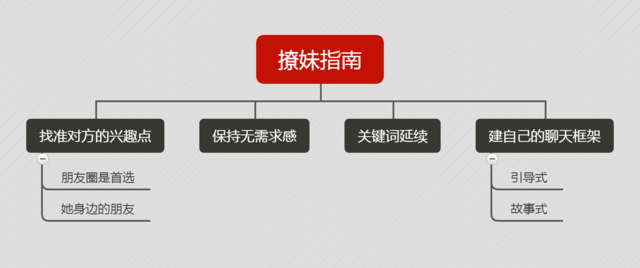 撩妹指南
找准对方的兴趣点
保持无需求感
关键词延续
建自己的聊天框架
朋友圈是首选
她身边的朋友
引导式
故事式